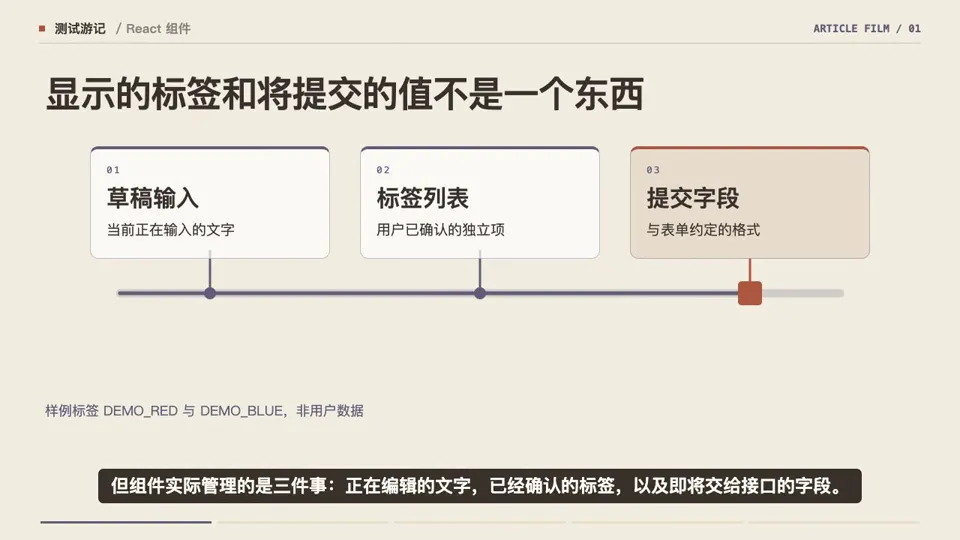 测试游记 / React 组件
ARTICLE FILM / 01
显示的标签和将提交的值不是一个东西
01
草稿输入
当前正在输入的文字
02
标签列表
用户已确认的独立项
03
提交字段
与表单约定的格式
样例标签 DEMO_RED 与 DEMO_BLUE，非用户数据
但组件实际管理的是三件事：正在编辑的文字，已经确认的标签，以及即将交给接口的字段。